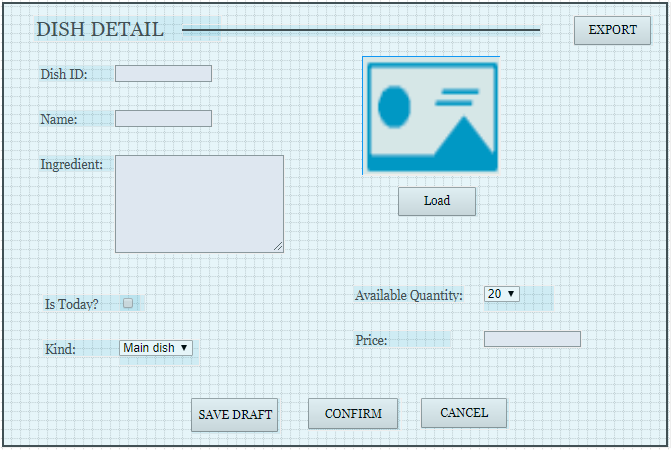 DISH DETAIL
EXPORT
Dish ID:
Name:
Ingredient:
Load
Is Today?
Available Quantity: 20
Kind: Main dish
Price:
SAVE DRAFT CONFIRM CANCEL